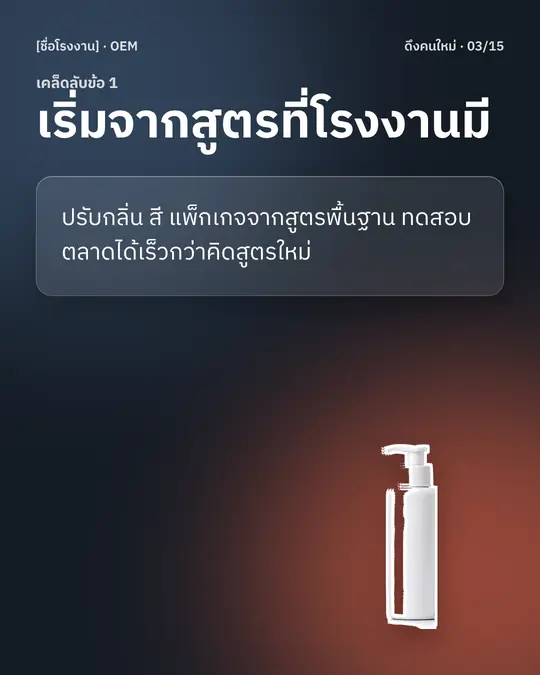 [ชื่อโรงงาน] · OEM
ดึงคนใหม่ · 03/15
เคล็ดลับข้อ 1
เริ่มจากสูตรที่โรงงานมี
ปรับกลิ่น สี แพ็กเกจจากสูตรพื้นฐาน ทดสอบ
ตลาดได้เร็วกว่าคิดสูตรใหม่